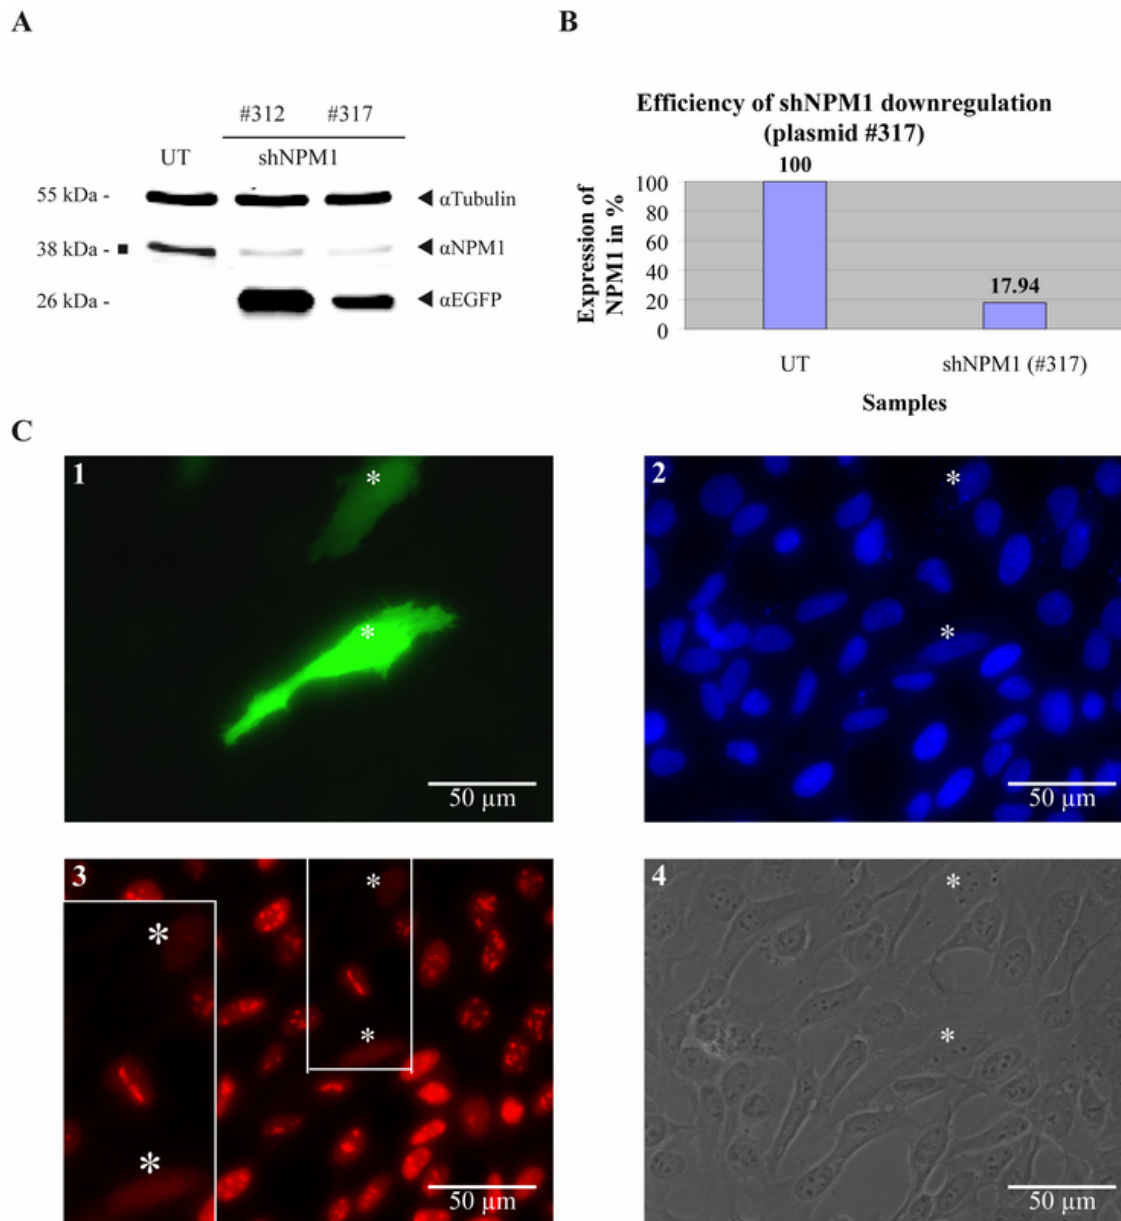 A
#312 #317
UT shNPM1
55 kDa - ◄ αTubulin
38 kDa - ■ ◄ αNPM1
26 kDa - ◄ αEGFP
B
Efficiency of shNPM1 downregulation
(plasmid #317)
Expression of
NPM1 in %
100
80
60
40
20
0
100
17.94
UT shNPM1 (#317)
Samples
C
1
*
*
50 µm
2
*
*
50 µm
3
*
*
*
*
50 µm
4
*
*
50 µm